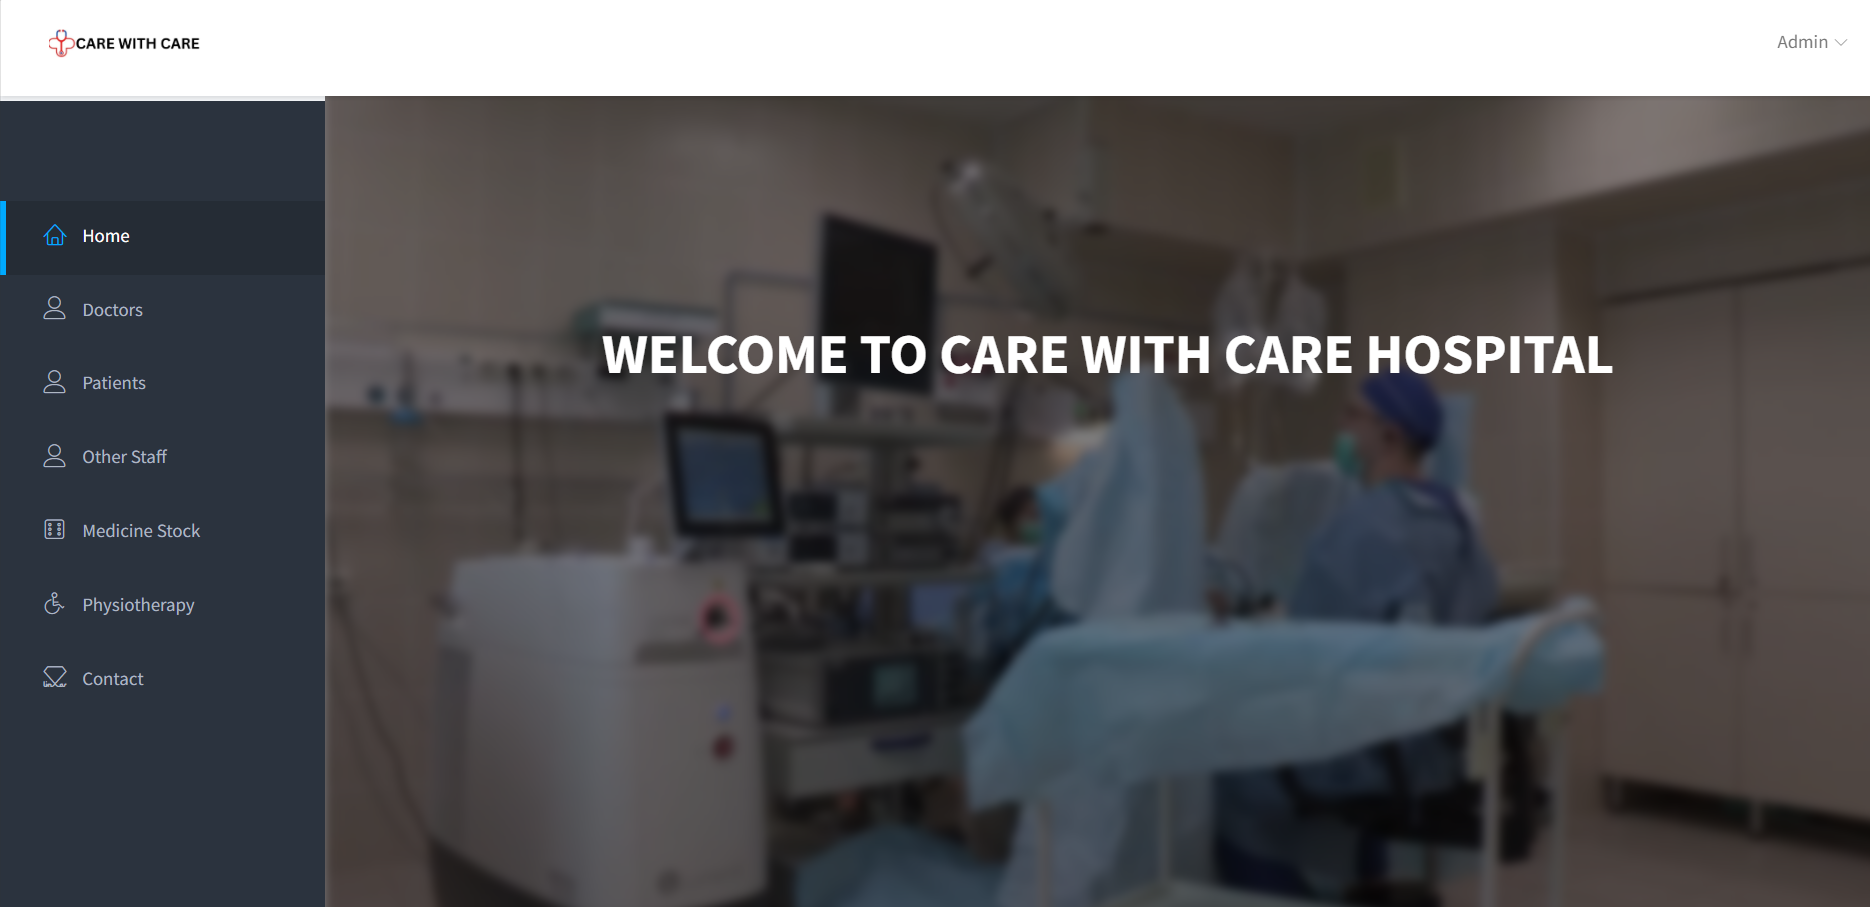 CARE WITH CARE
Admin
Home
Doctors
Patients
Other Staff
Medicine Stock
Physiotherapy
Contact
WELCOME TO CARE WITH CARE HOSPITAL